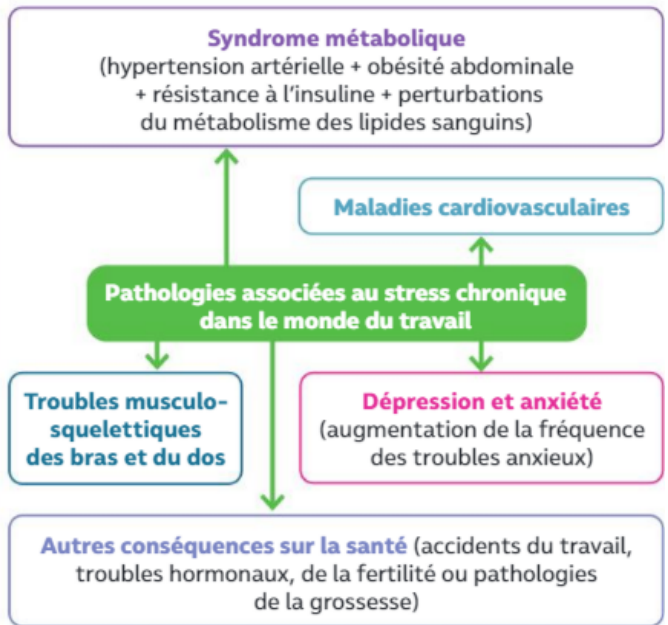 Syndrome métabolique
(hypertension artérielle + obésité abdominale
+ résistance à l'insuline + perturbations
du métabolisme des lipides sanguins)
Maladies cardiovasculaires
Pathologies associées au stress chronique
dans le monde du travail
Troubles musculo-
squelettiques
des bras et du dos
Dépression et anxiété
(augmentation de la fréquence
des troubles anxieux)
Autres conséquences sur la santé (accidents du travail,
troubles hormonaux, de la fertilité ou pathologies
de la grossesse)